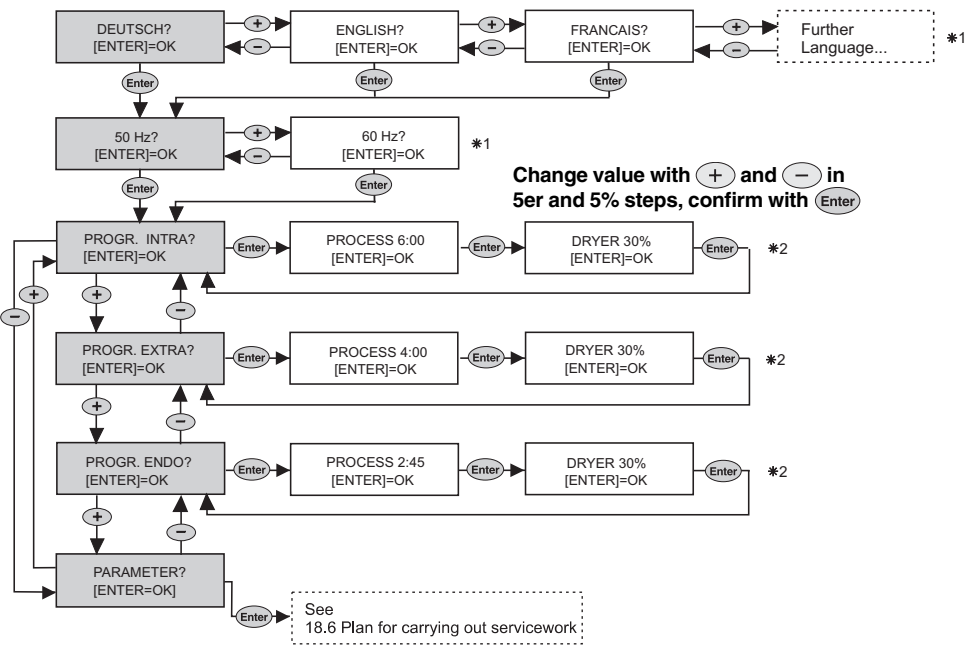 DEUTSCH?
[ENTER]=OK
+
−
ENGLISH?
[ENTER]=OK
+
−
FRANCAIS?
[ENTER]=OK
+
−
Further
Language...
*1
Enter
Enter
Enter
50 Hz?
[ENTER]=OK
+
−
60 Hz?
[ENTER]=OK
*1
Enter
Enter
Change value with + and − in
5er and 5% steps, confirm with Enter
PROGR. INTRA?
[ENTER]=OK
Enter
PROCESS 6:00
[ENTER]=OK
Enter
DRYER 30%
[ENTER]=OK
Enter
*2
+
−
+
−
PROGR. EXTRA?
[ENTER]=OK
Enter
PROCESS 4:00
[ENTER]=OK
Enter
DRYER 30%
[ENTER]=OK
Enter
*2
+
−
PROGR. ENDO?
[ENTER]=OK
Enter
PROCESS 2:45
[ENTER]=OK
Enter
DRYER 30%
[ENTER]=OK
Enter
*2
+
−
PARAMETER?
[ENTER=OK]
Enter
See
18.6 Plan for carrying out servicework